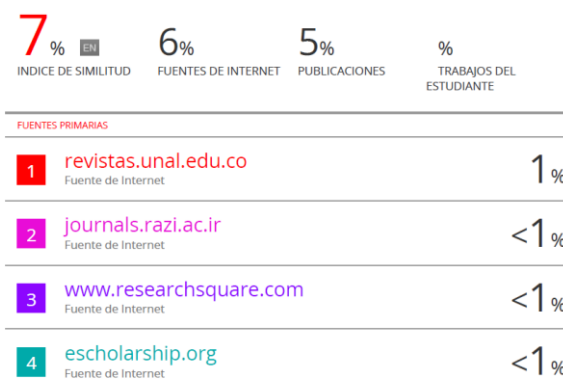 7% EN 6% 5% %
INDICE DE SIMILITUD FUENTES DE INTERNET PUBLICACIONES TRABAJOS DEL
ESTUDIANTE
FUENTES PRIMARIAS
1 revistas.unal.edu.co 1%
Fuente de Internet
2 journals.razi.ac.ir <1%
Fuente de Internet
3 www.researchsquare.com <1%
Fuente de Internet
4 escholarship.org <1%
Fuente de Internet